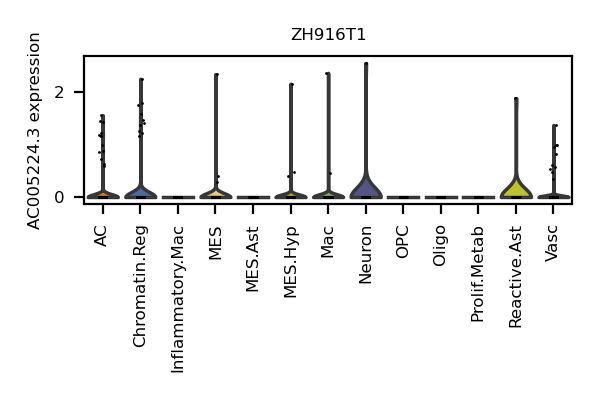 ZH916T1
AC005224.3 expression
2
0
AC
Chromatin.Reg
Inflammatory.Mac
MES
MES.Ast
MES.Hyp
Mac
Neuron
OPC
Oligo
Prolif.Metab
Reactive.Ast
Vasc